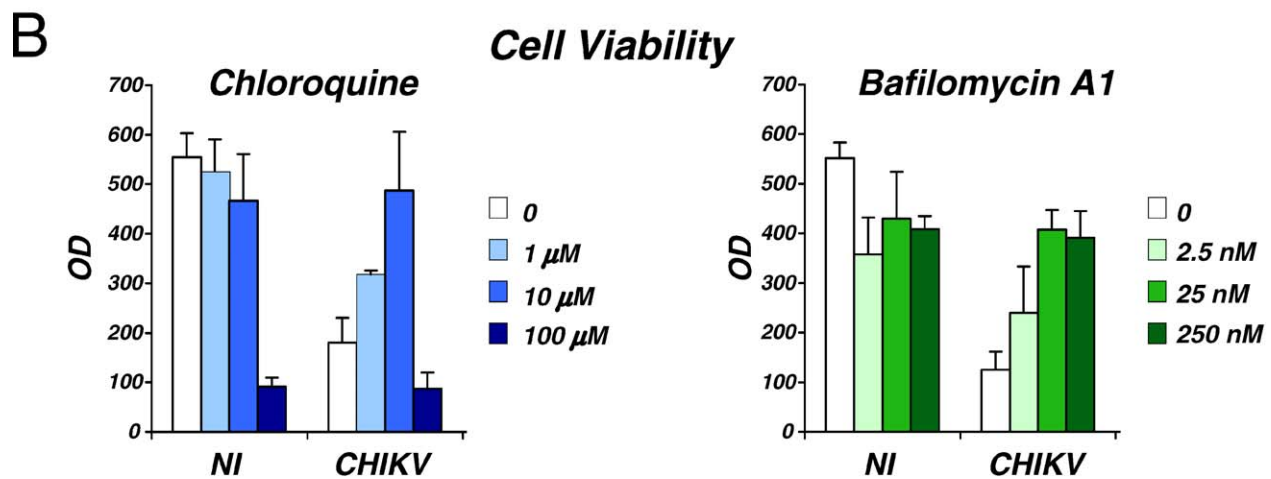 B
Cell Viability
Chloroquine
700
600
500
400
300
200
100
0
OD
NI
CHIKV
0
1 µM
10 µM
100 µM
Bafilomycin A1
700
600
500
400
300
200
100
0
OD
NI
CHIKV
0
2.5 nM
25 nM
250 nM